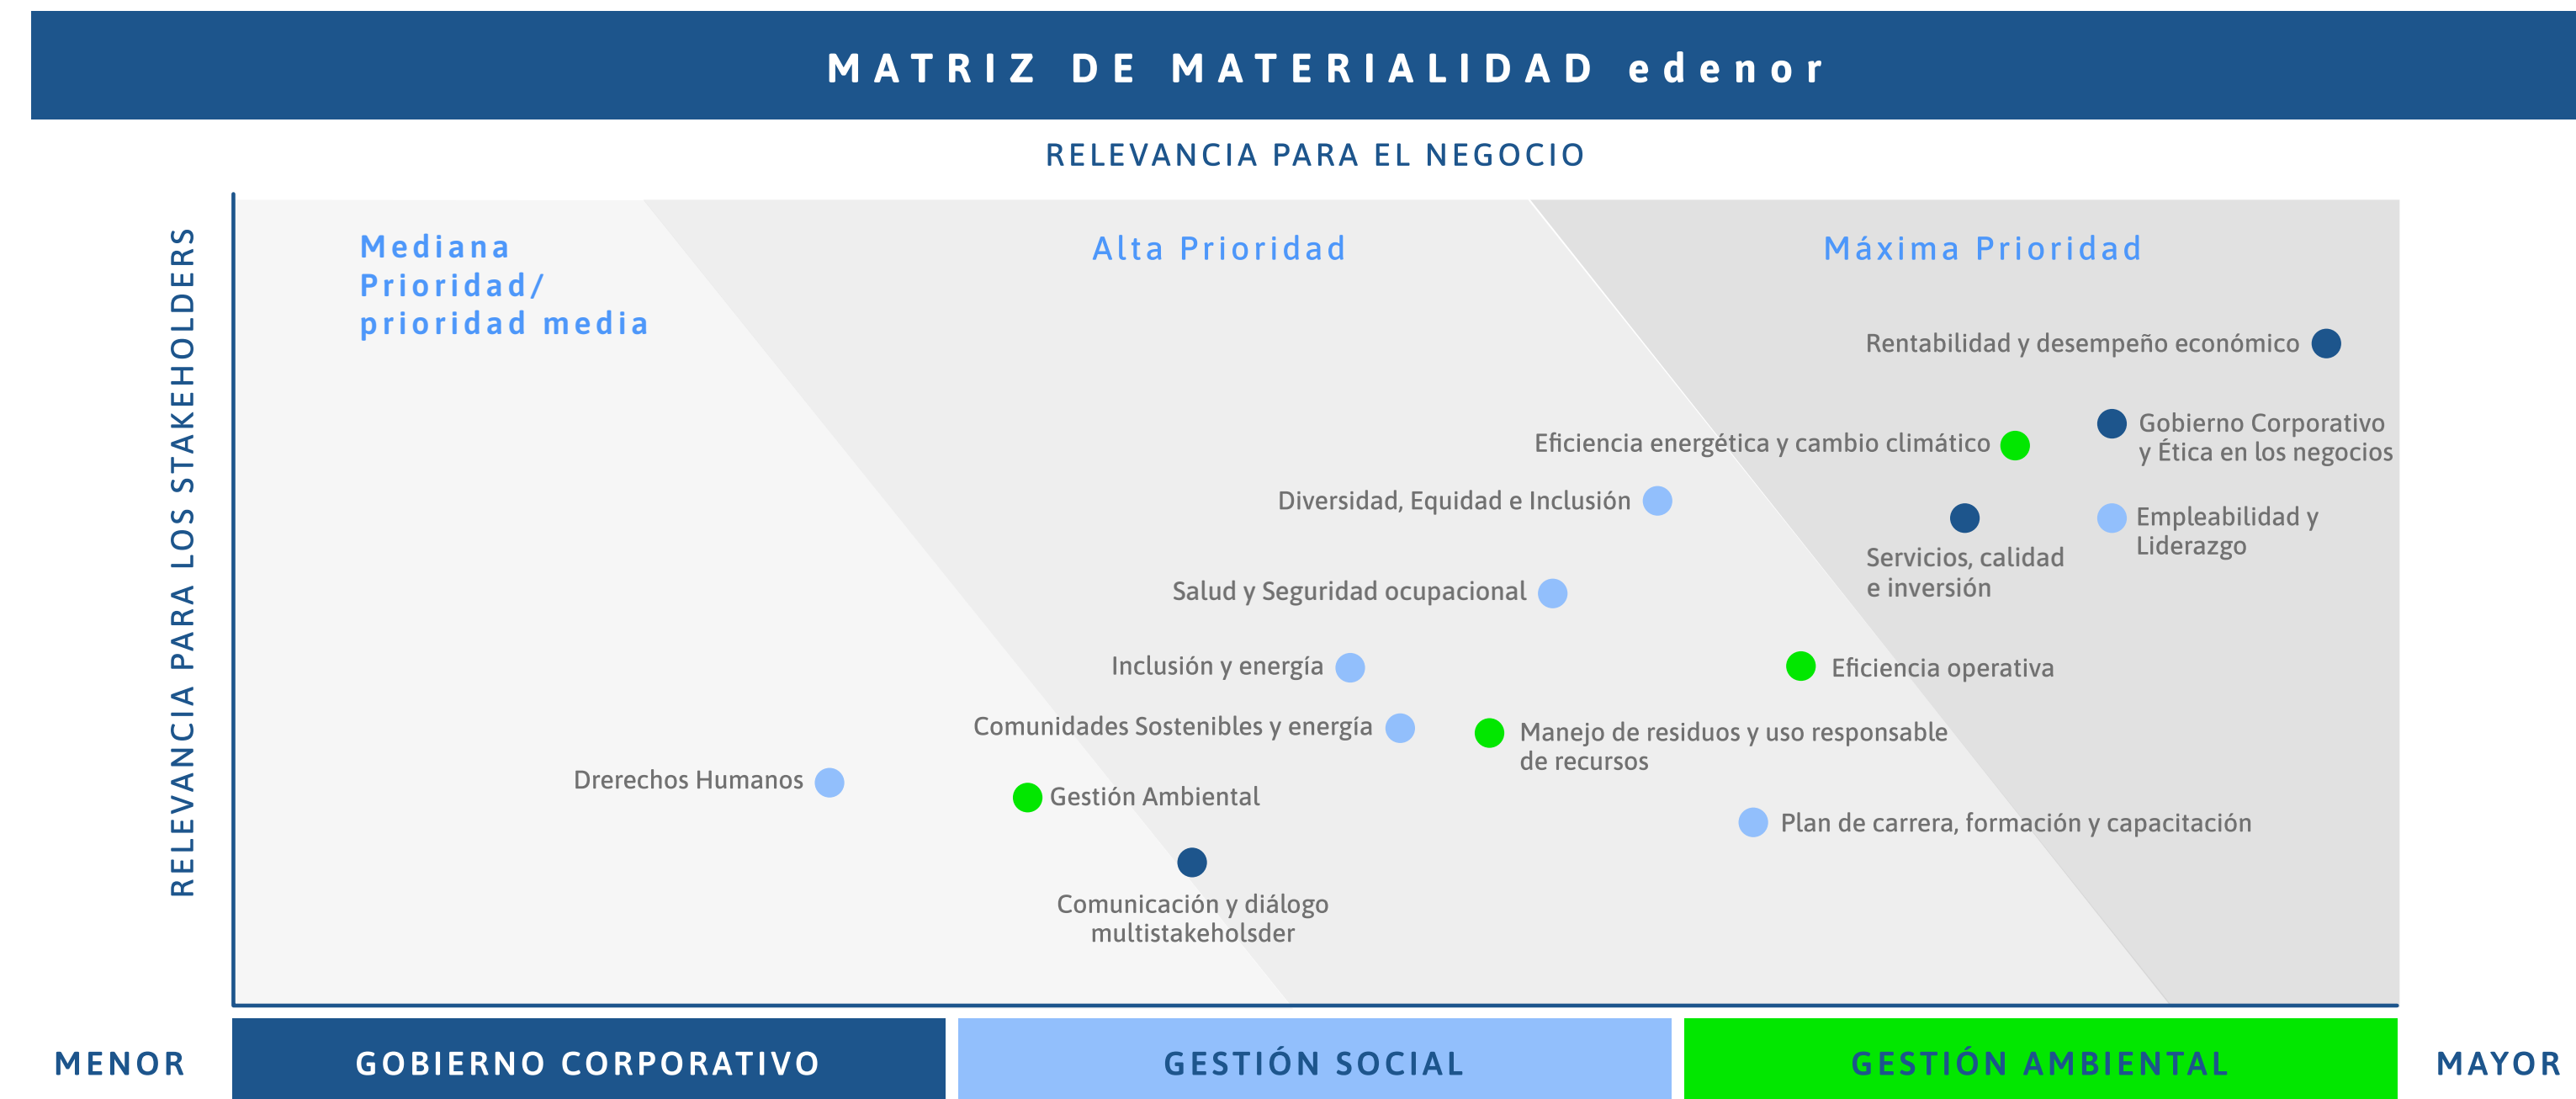 MATRIZ DE MATERIALIDAD edenor
RELEVANCIA PARA EL NEGOCIO
RELEVANCIA PARA LOS STAKEHOLDERS
Mediana
Prioridad/
prioridad media
Alta Prioridad
Máxima Prioridad
Rentabilidad y desempeño económico
Gobierno Corporativo
y Ética en los negocios
Eficiencia energética y cambio climático
Diversidad, Equidad e Inclusión
Empleabilidad y
Liderazgo
Servicios, calidad
e inversión
Salud y Seguridad ocupacional
Inclusión y energía
Eficiencia operativa
Comunidades Sostenibles y energía
Manejo de residuos y uso responsable
de recursos
Drerechos Humanos
Gestión Ambiental
Plan de carrera, formación y capacitación
Comunicación y diálogo
multistakeholsder
MENOR
GOBIERNO CORPORATIVO
GESTIÓN SOCIAL
GESTIÓN AMBIENTAL
MAYOR